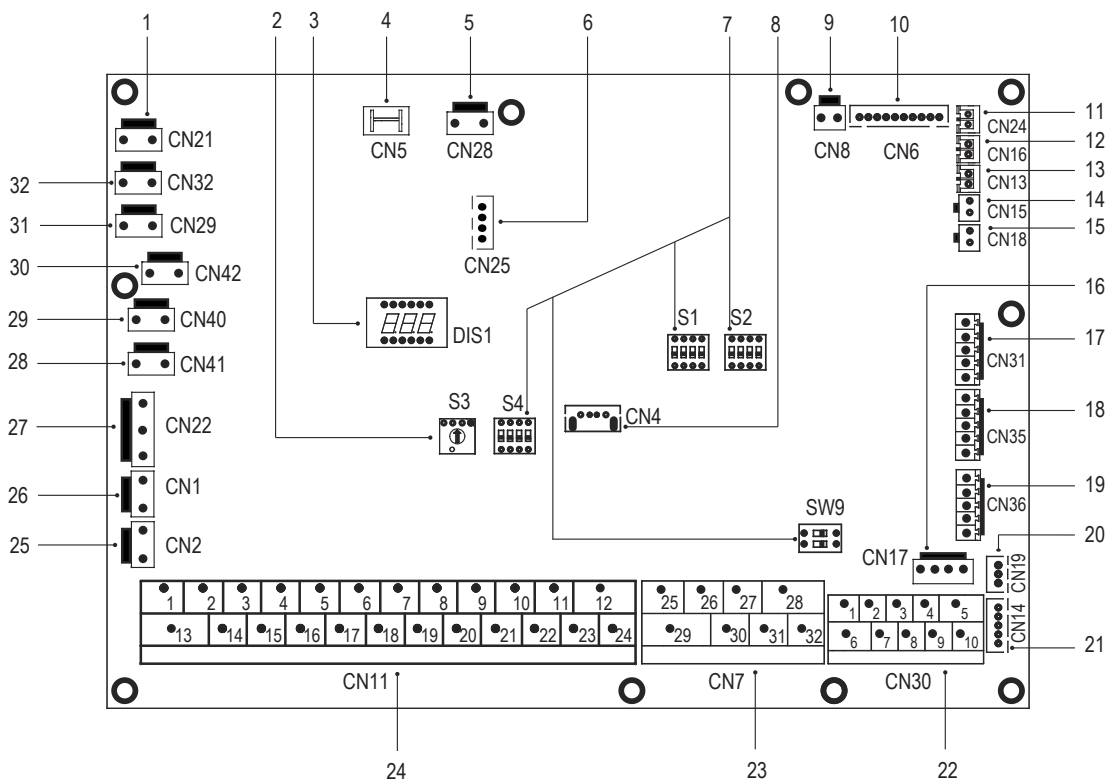 1 2 3 4 5 6 7 8 9 10
11
CN24
12
CN16
13
CN13
14
CN15
15
CN18
CN21
CN5
CN28
CN8
CN6
32
CN32
31
CN29
CN25
30
CN42
16
29
CN40
888
DIS1
S1
S2
17
CN31
28
CN41
27
CN22
S3
S4
CN4
18
CN35
26
CN1
19
CN36
25
CN2
SW9
20
CN17
CN19
1 2 3 4 5 6 7 8 9 10 11 12
13 14 15 16 17 18 19 20 21 22 23 24
25 26 27 28
29 30 31 32
1 2 3 4 5
6 7 8 9 10
CN14
21
CN11
CN7
CN30
24
23
22